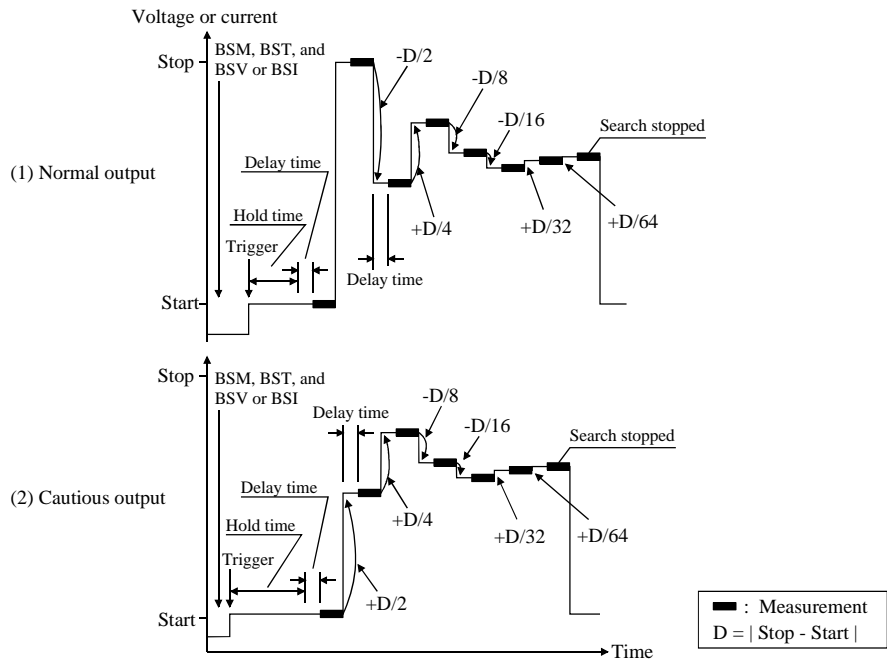 Voltage or current
Stop
BSM, BST, and
BSV or BSI
-D/2
-D/8
-D/16
Search stopped
(1) Normal output
Delay time
Hold time
Trigger
+D/4
+D/32
+D/64
Delay time
Start
Stop
BSM, BST, and
BSV or BSI
Delay time
-D/8
-D/16
Search stopped
(2) Cautious output
Delay time
Hold time
Trigger
+D/4
+D/32
+D/64
+D/2
Start
Time
: Measurement
D = | Stop - Start |